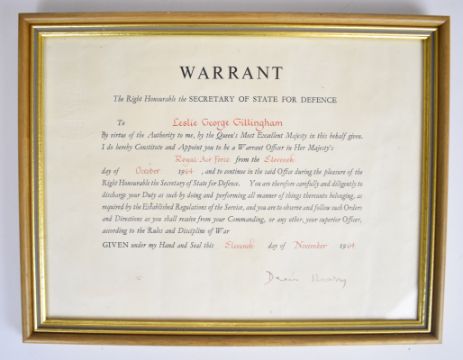 WARRANT
The Right Honourable the SECRETARY OF STATE FOR DEFENCE
To Leslie George Gillingham
By virtue of the Authority to me, by the Queen's Most Excellent Majesty in this behalf given.
I do hereby Constitute and Appoint you to be a Warrant Officer in Her Majesty's
Royal Air Force from the Eleventh
day of October 1964, and to continue in the said Office during the pleasure of the
Right Honourable the Secretary of State for Defence. You are therefore carefully and diligently to
discharge your Duty as such by doing and performing all manner of things thereunto belonging, as
required by the Established Regulations of the Service, and you are to observe and follow such Orders
and Directions as you shall receive from your Commanding, or any other, your superior Officer,
according to the Rules and Discipline of War
GIVEN under my Hand and Seal this Eleventh day of November 1964
Denis Healey